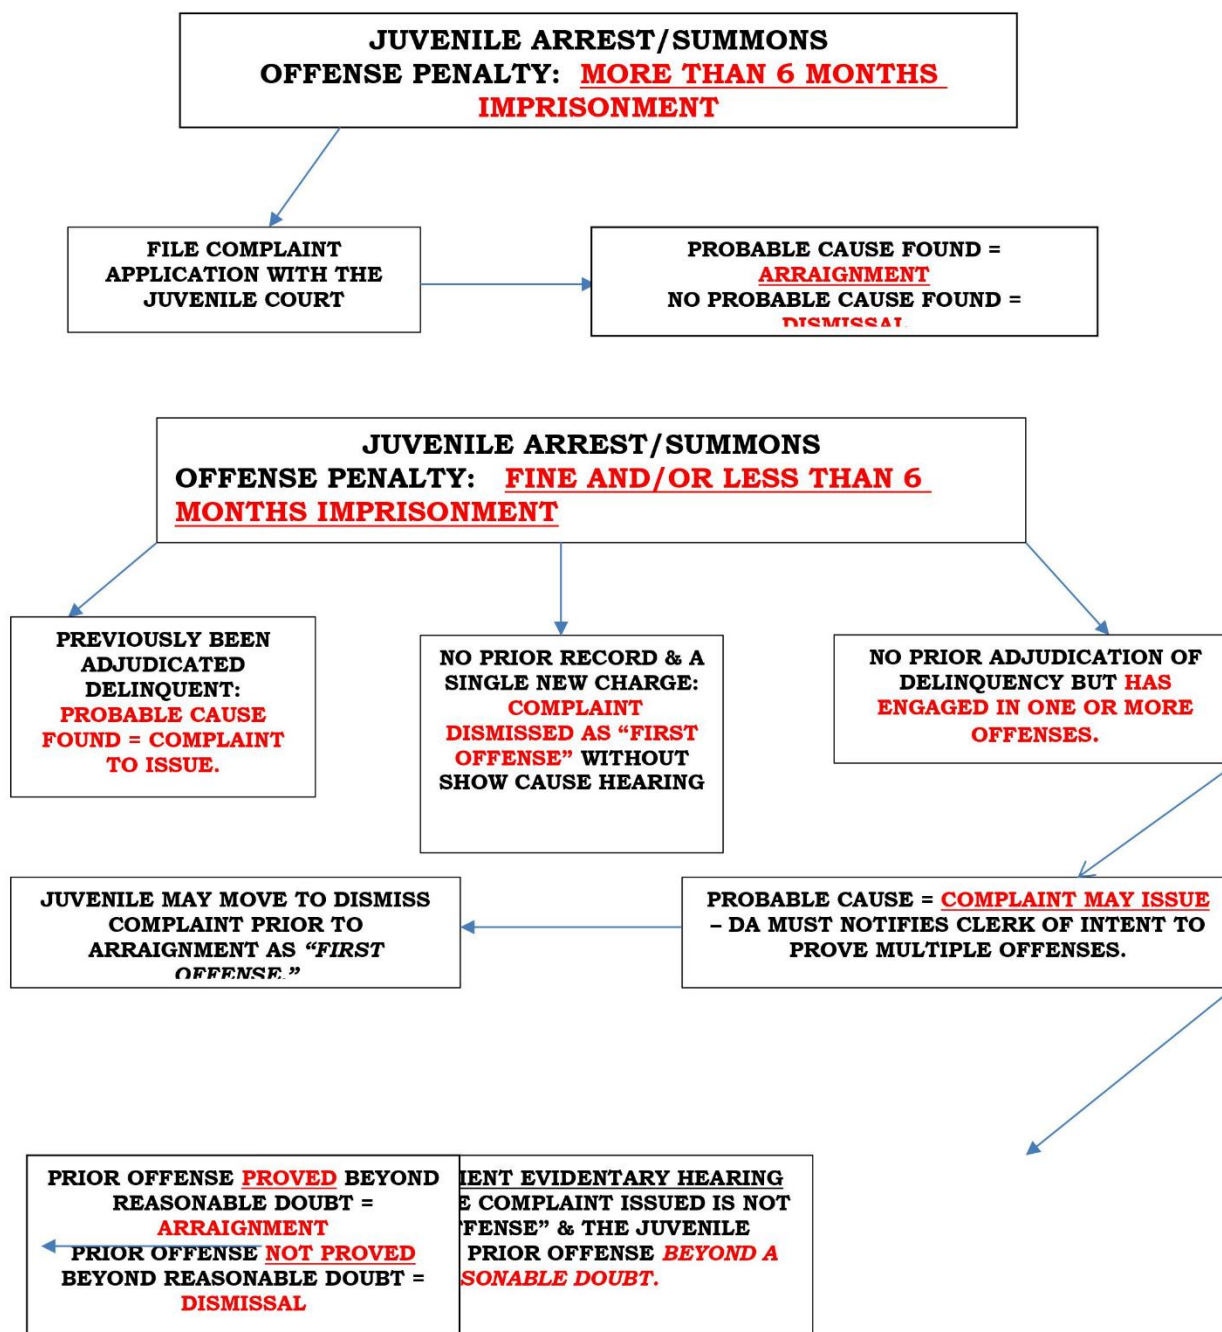 JUVENILE ARREST/SUMMONS
OFFENSE PENALTY: MORE THAN 6 MONTHS
IMPRISONMENT
FILE COMPLAINT
APPLICATION WITH THE
JUVENILE COURT
PROBABLE CAUSE FOUND =
ARRAIGNMENT
NO PROBABLE CAUSE FOUND =
DISMISSAL
JUVENILE ARREST/SUMMONS
OFFENSE PENALTY: FINE AND/OR LESS THAN 6
MONTHS IMPRISONMENT
PREVIOUSLY BEEN
ADJUDICATED
DELINQUENT:
PROBABLE CAUSE
FOUND = COMPLAINT
TO ISSUE.
NO PRIOR RECORD & A
SINGLE NEW CHARGE:
COMPLAINT
DISMISSED AS “FIRST
OFFENSE” WITHOUT
SHOW CAUSE HEARING
NO PRIOR ADJUDICATION OF
DELINQUENCY BUT HAS
ENGAGED IN ONE OR MORE
OFFENSES.
JUVENILE MAY MOVE TO DISMISS
COMPLAINT PRIOR TO
ARRAIGNMENT AS “FIRST
OFFENSE.”
PROBABLE CAUSE = COMPLAINT MAY ISSUE
– DA MUST NOTIFIES CLERK OF INTENT TO
PROVE MULTIPLE OFFENSES.
PRIOR OFFENSE PROVED BEYOND
REASONABLE DOUBT =
ARRAIGNMENT
PRIOR OFFENSE NOT PROVED
BEYOND REASONABLE DOUBT =
DISMISSAL
EVIDENTARY HEARING
COMPLAINT ISSUED IS NOT
& THE JUVENILE
PRIOR OFFENSE BEYOND A
DOUBT.